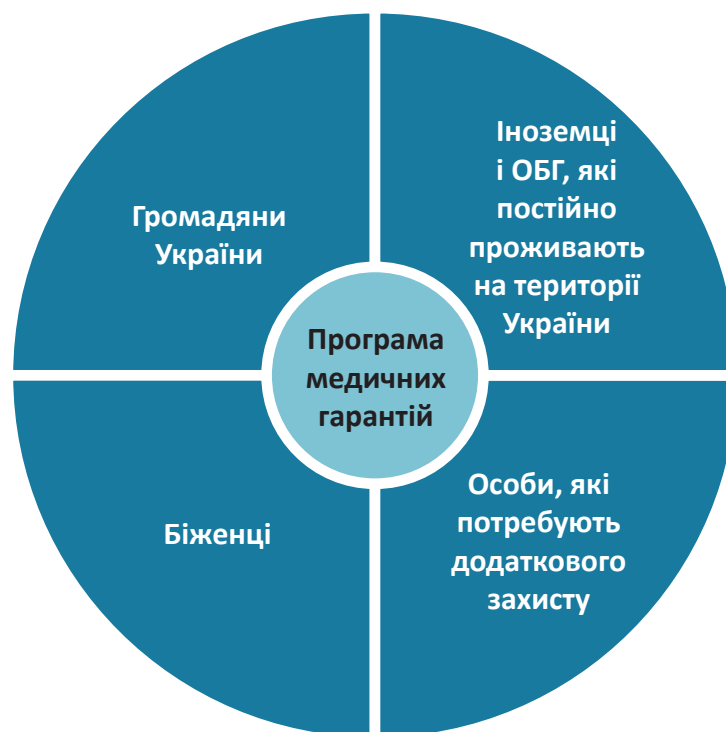 Громадяни
України
Іноземці
і ОБГ, які
постійно
проживають
на території
України
Програма
медичних
гарантій
Біженці
Особи, які
потребують
додаткового
захисту